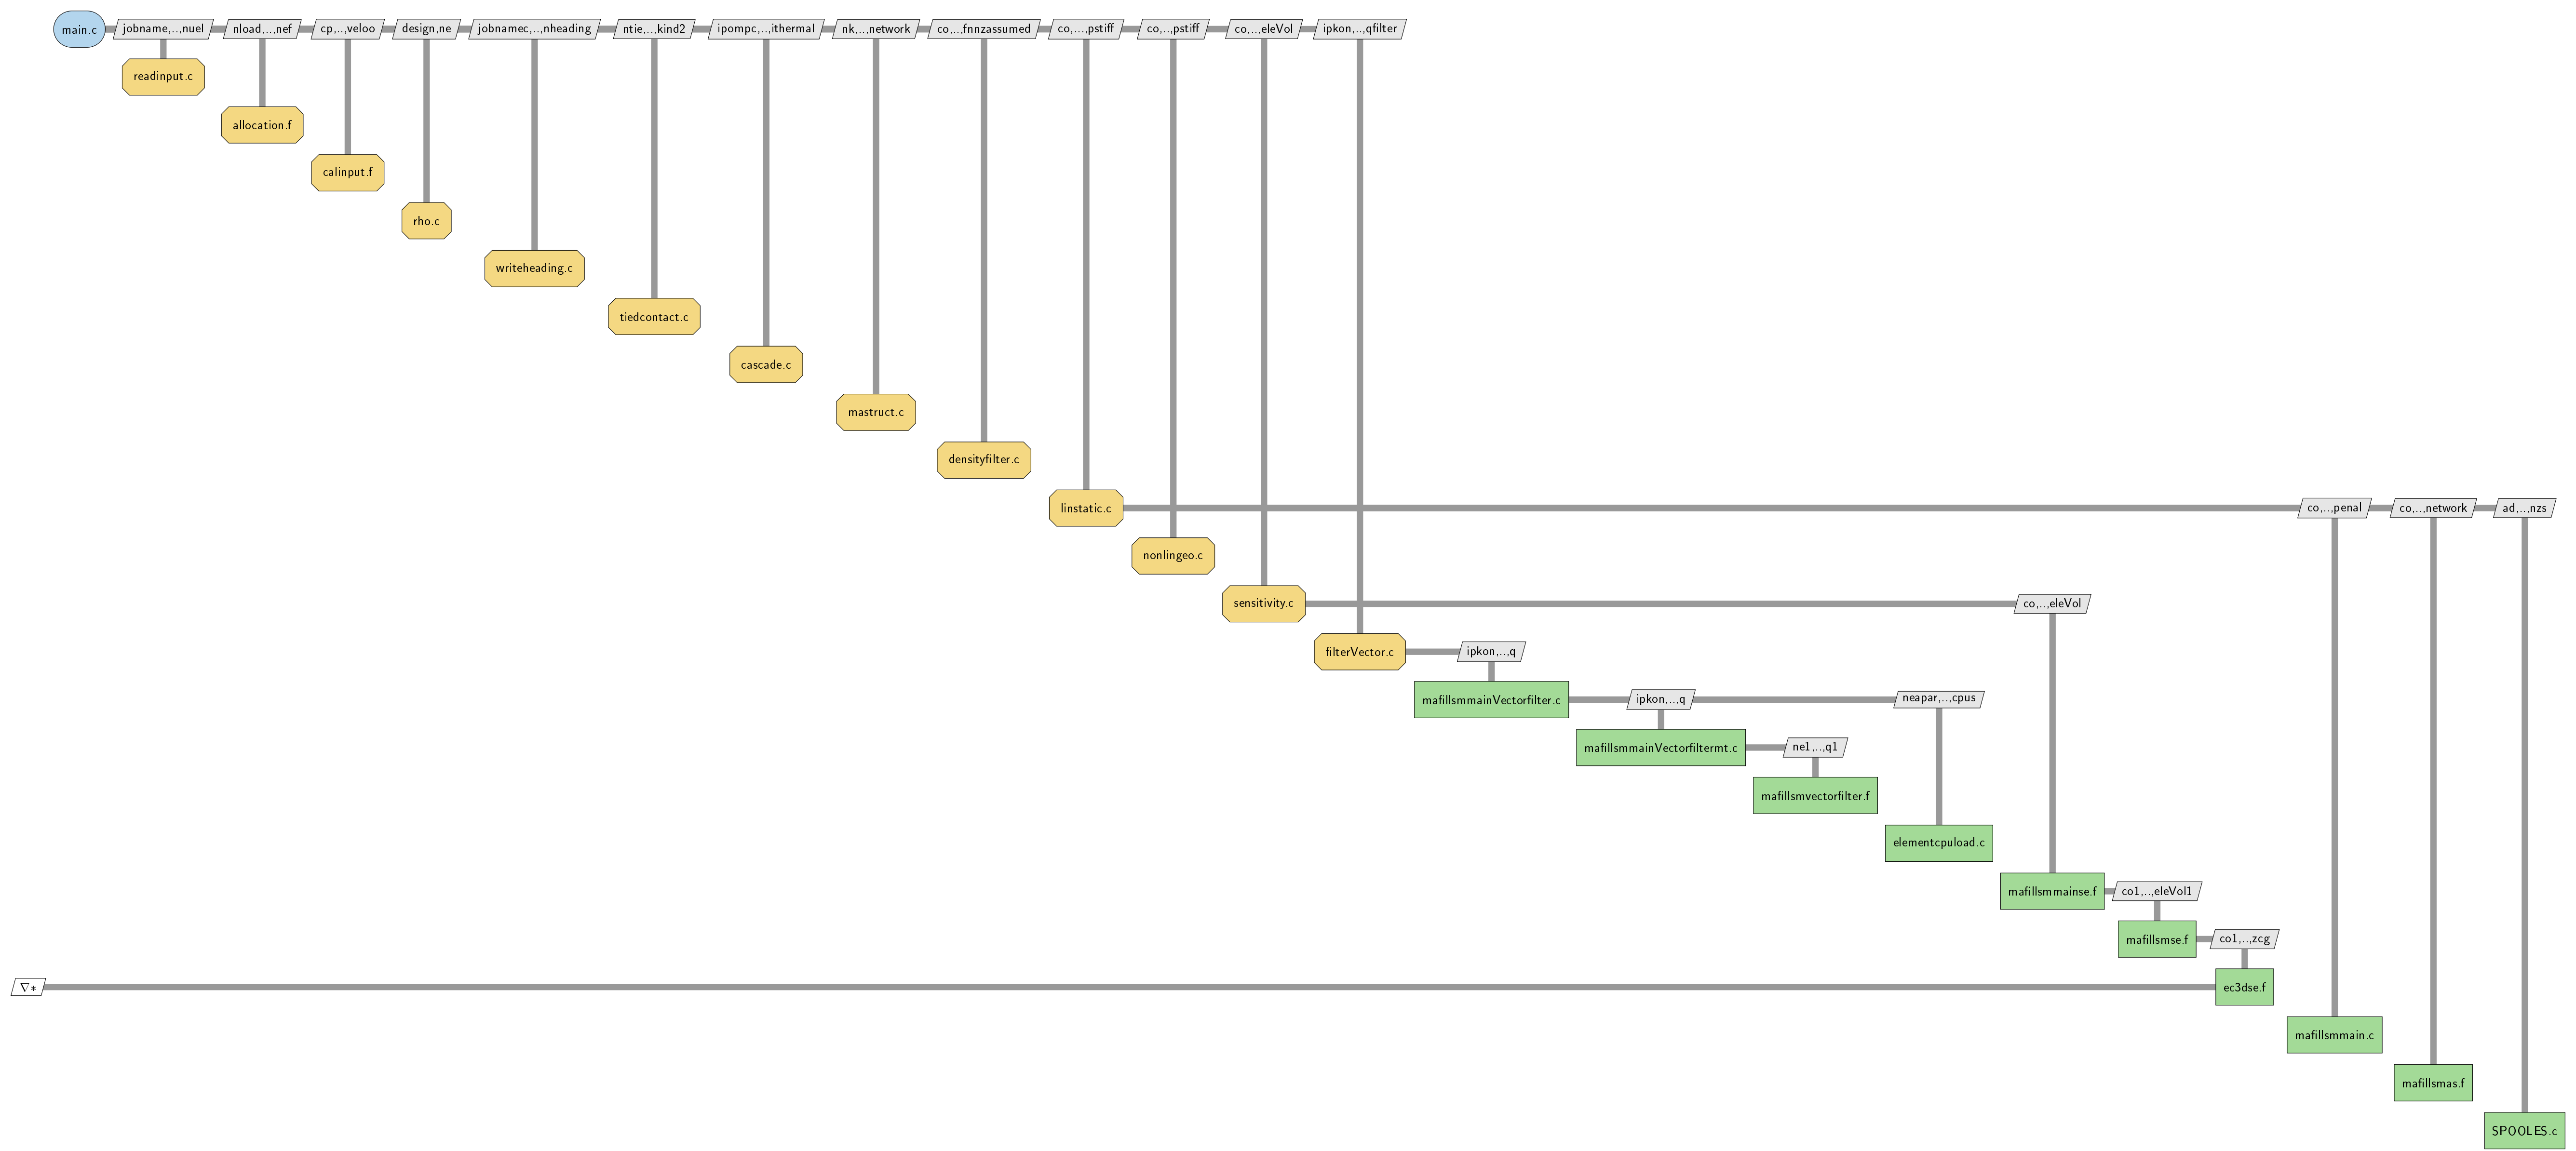 main.c jobname,..,nuel nload,..,nef cp,..,veloo design,ne jobnamec,..,nheading ntie,..,kind2 ipompc,..,ithermal nk,..,network co,..,fnnzassumed co,...,pstiff co,..,pstiff co,..,eleVol ipkon,..,qfilter
readinput.c
allocation.f
calinput.f
rho.c
writeheading.c
tiedcontact.c
cascade.c
mastruct.c
densityfilter.c
linstatic.c co,..,penal co,..,network ad,..,nzs
nonlingeo.c
sensitivity.c co,..,eleVol
filterVector.c ipkon,..,q
mafillsmmainVectorfilter.c ipkon,..,q neapar,..,cpus
mafillsmmainVectorfiltermt.c ne1,..,q1
mafillsmvectorfilter.f
elementcpuload.c
mafillsmmainse.f co1,..,eleVol1
mafillsmse.f co1,..,zcg
∇* ec3dse.f
mafillsmmain.c
mafillsmas.f
SPOOLES.c